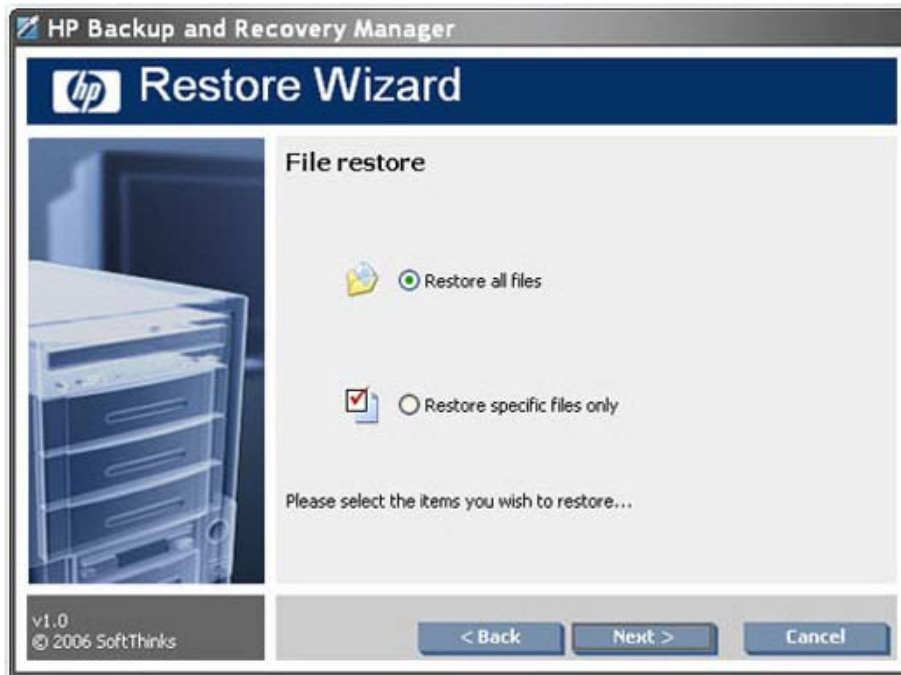 HP Backup and Recovery Manager
hp Restore Wizard
File restore
Restore all files
Restore specific files only
Please select the items you wish to restore...
v1.0
© 2006 SoftThinks
< Back Next > Cancel